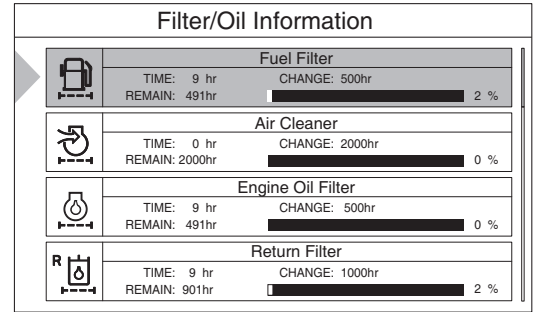 Filter/Oil Information
Fuel Filter
TIME: 9 hr CHANGE: 500hr
REMAIN: 491hr 2 %
Air Cleaner
TIME: 0 hr CHANGE: 2000hr
REMAIN: 2000hr 0 %
Engine Oil Filter
TIME: 9 hr CHANGE: 500hr
REMAIN: 491hr 0 %
Return Filter
R
TIME: 9 hr CHANGE: 1000hr
REMAIN: 901hr 2 %